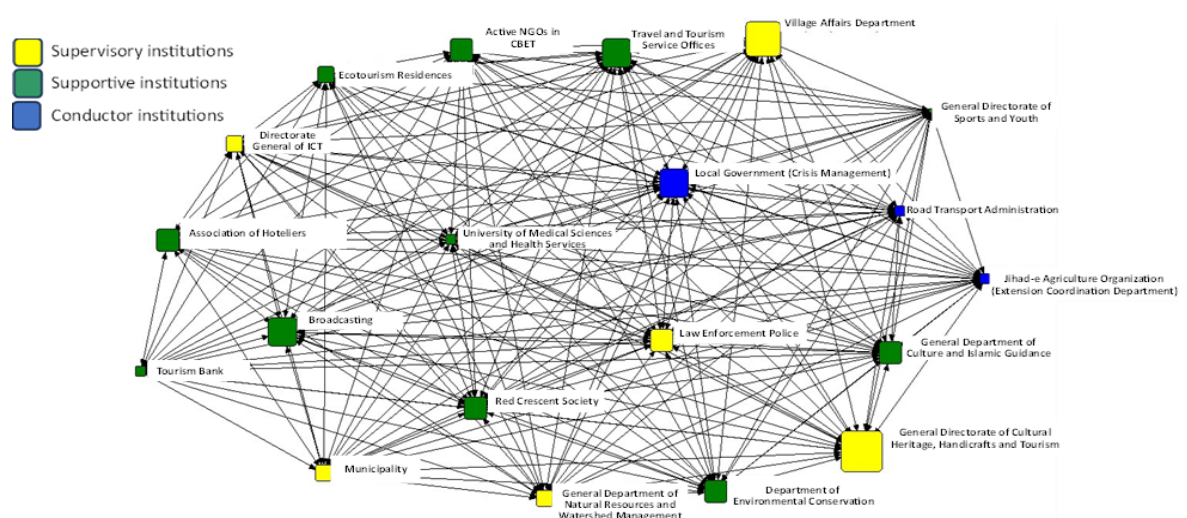 Supervisory institutions
Supportive institutions
Conductor institutions
Active NGOs in
CBET
Travel and Tourism
Service Offices
Village Affairs Department
Ecotourism Residences
General Directorate of
Sports and Youth
Directorate
General of ICT
Local Government (Crisis Management)
Road Transport Administration
Association of Hoteliers
University of Medical Sciences
and Health Services
Jihad-e Agriculture Organization
(Extension Coordination Department)
Broadcasting
Law Enforcement Police
General Department of
Culture and Islamic Guidance
Tourism Bank
Red Crescent Society
General Directorate of Cultural
Heritage, Handicrafts and Tourism
Municipality
General Department of
Natural Resources and
Watershed Management
Department of
Environmental Conservation